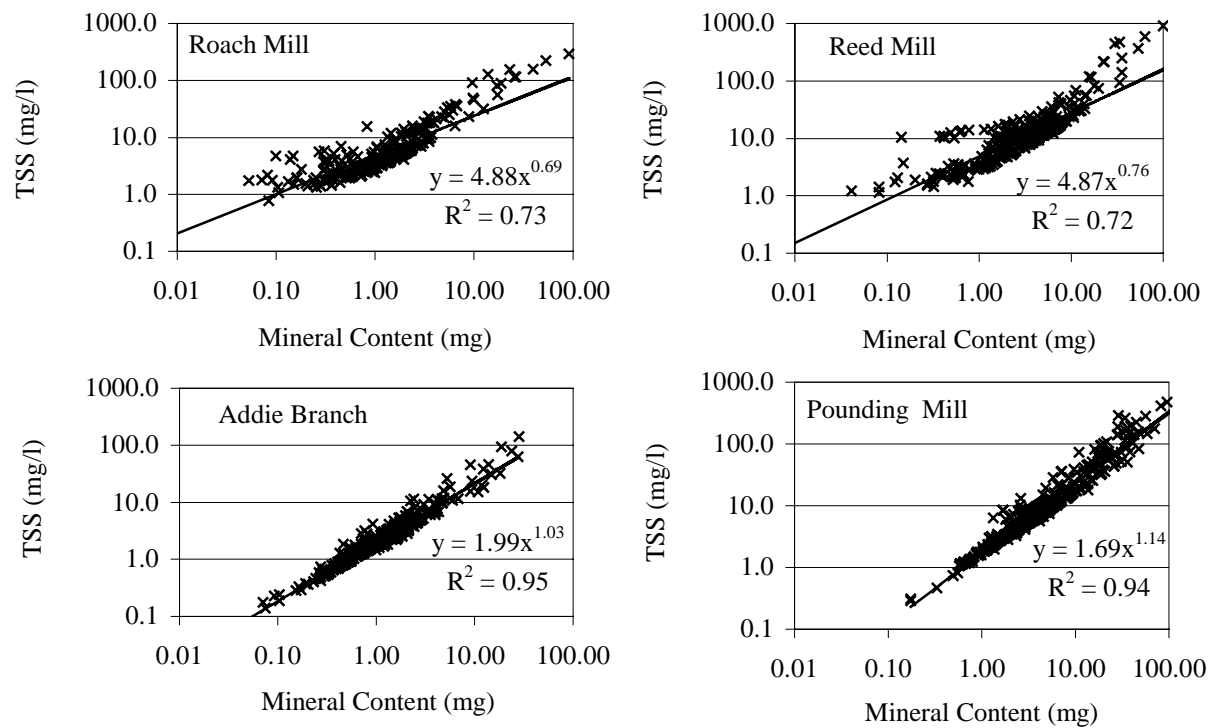 Roach Mill
TSS (mg/l)
1000.0
100.0
10.0
1.0
0.1
y = 4.88x^0.69
R^2 = 0.73
0.01 0.10 1.00 10.00 100.00
Mineral Content (mg)
Reed Mill
TSS (mg/l)
1000.0
100.0
10.0
1.0
0.1
y = 4.87x^0.76
R^2 = 0.72
0.01 0.10 1.00 10.00 100.00
Mineral Content (mg)
Addie Branch
TSS (mg/l)
1000.0
100.0
10.0
1.0
0.1
y = 1.99x^1.03
R^2 = 0.95
0.01 0.10 1.00 10.00 100.00
Mineral Content (mg)
Pounding Mill
TSS (mg/l)
1000.0
100.0
10.0
1.0
0.1
y = 1.69x^1.14
R^2 = 0.94
0.01 0.10 1.00 10.00 100.00
Mineral Content (mg)